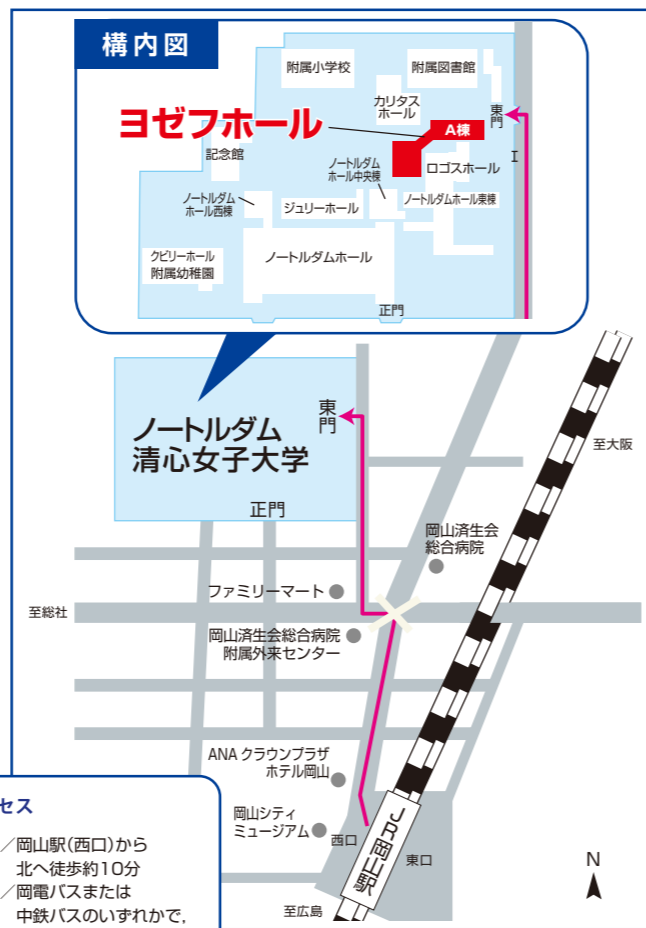 構内図
附属小学校
附属図書館
カリタス
ホール
東門
ヨゼフホール
A棟
記念館
ノートルダム
ホール中央棟
ロゴスホール
ノートルダム
ホール西棟
ジュリーホール
ノートルダムホール東棟
クビリーホール
附属幼稚園
ノートルダムホール
正門
東門
ノートルダム
清心女子大学
正門
至大阪
岡山済生会
総合病院
ファミリーマート
至総社
岡山済生会総合病院
附属外来センター
ANA クラウンプラザ
ホテル岡山
岡山シティ
ミュージアム
西口
JR岡山駅
東口
至広島
N
セス
／岡山駅(西口)から
北へ徒歩約10分
／岡電バスまたは
中鉄バスのいずれかで,